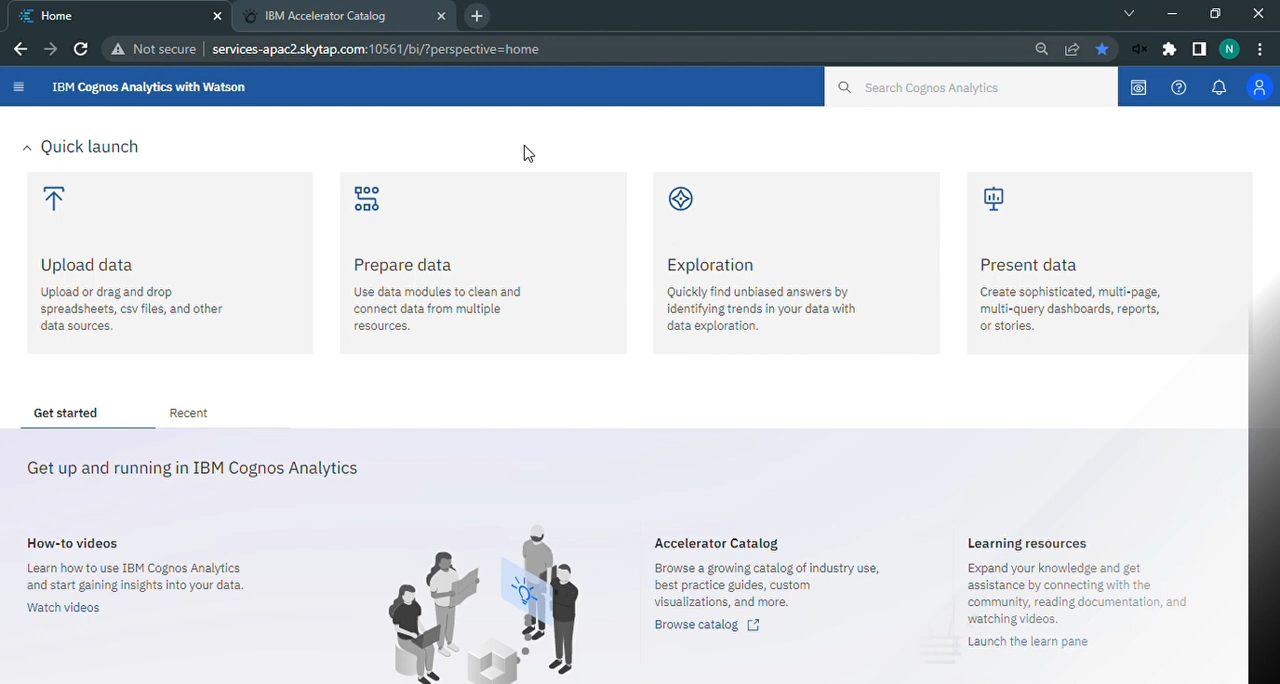 Home
IBM Accelerator Catalog
Not secure
services-apac2.skytap.com:10561/bi/?perspective=home
N
IBM Cognos Analytics with Watson
Search Cognos Analytics
Quick launch
Upload data
Upload or drag and drop
spreadsheets, csv files, and other
data sources.
Prepare data
Use data modules to clean and
connect data from multiple
resources.
Exploration
Quickly find unbiased answers by
identifying trends in your data with
data exploration.
Present data
Create sophisticated, multi-page,
multi-query dashboards, reports,
or stories.
Get started
Recent
Get up and running in IBM Cognos Analytics
How-to videos
Learn how to use IBM Cognos Analytics
and start gaining insights into your data.
Watch videos
Accelerator Catalog
Browse a growing catalog of industry use,
best practice guides, custom
visualizations, and more.
Browse catalog
Learning resources
Expand your knowledge and get
assistance by connecting with the
community, reading documentation, and
watching videos.
Launch the learn pane